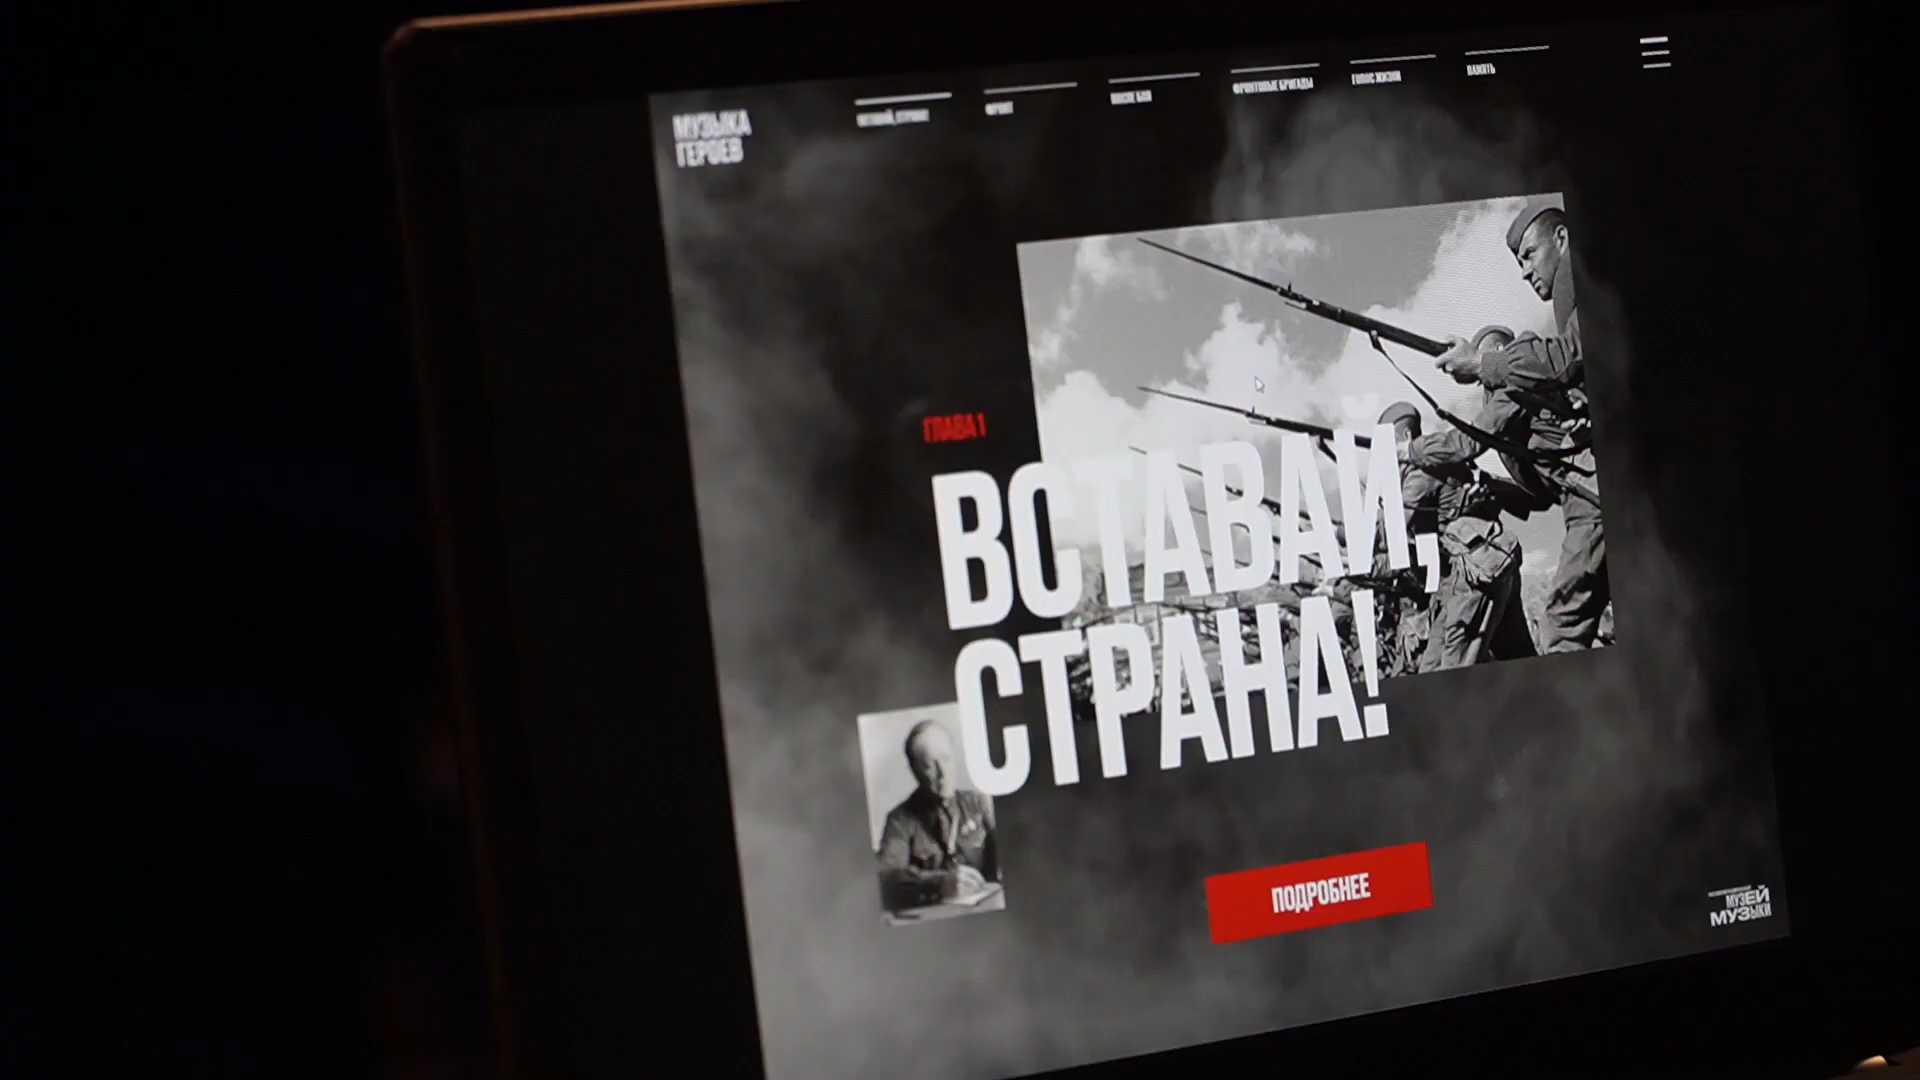 МУЗЫКА
ГЕРОЕВ
ВСТАВАЙ, СТРАНА!
ФРОНТ
ПОСЛЕ БОЯ
ФРОНТОВЫЕ БРИГАДЫ
ГОЛОС ЖИЗНИ
ПАМЯТЬ
ГЛАВА 1
ВСТАВАЙ,
СТРАНА!
ПОДРОБНЕЕ
МУЗЕЙ
МУЗЫКИ